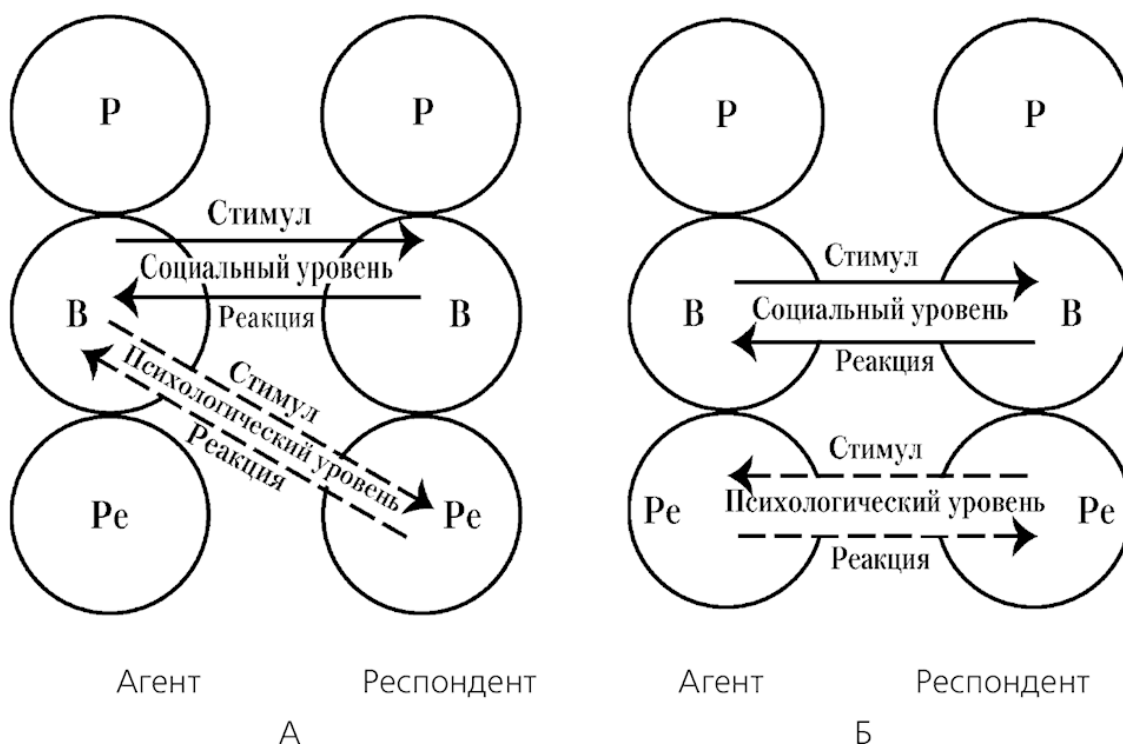 Р Р
Стимул
Социальный уровень
В В
Реакция
Стимул
Психологический уровень
Реакция
Ре Ре
Агент Респондент
А
Р Р
Стимул
В Социальный уровень В
Реакция
Стимул
Ре Психологический уровень Ре
Реакция
Агент Респондент
Б